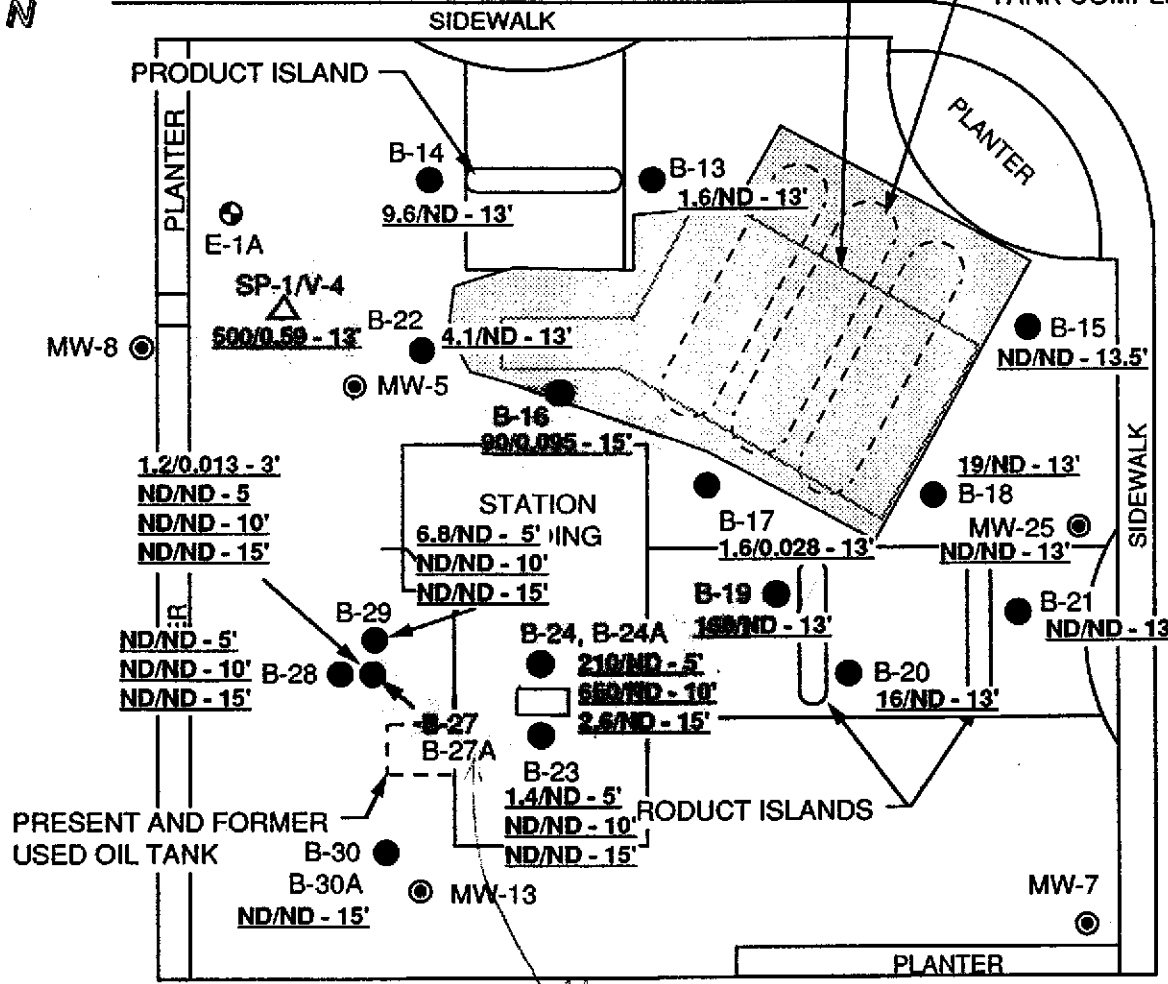 N
SIDEWALK
PRODUCT ISLAND
PLANTER
PLANTER
B-14
9.6/ND - 13'
B-13
1.6/ND - 13'
E-1A
SP-1/V-4
500/0.59 - 13'
B-22
4.1/ND - 13'
MW-8
MW-5
B-15
ND/ND - 13.5'
B-16
90/0.095 - 15'
SIDEWALK
1.2/0.013 - 3'
ND/ND - 5
ND/ND - 10'
ND/ND - 15'
STATION
6.8/ND - 5'
ND/ND - 10'
ND/ND - 15'
B-17
1.6/0.028 - 13'
19/ND - 13'
B-18
MW-25
ND/ND - 13'
B-29
B-19
/ND - 13'
B-21
ND/ND - 13
ND/ND - 5'
ND/ND - 10'
ND/ND - 15'
B-28
B-24, B-24A
210/ND - 5'
/ND - 10'
2.6/ND - 15'
B-20
16/ND - 13'
B-27
B-27A
B-23
1.4/ND - 5'
ND/ND - 10'
ND/ND - 15'
RODUCT ISLANDS
PRESENT AND FORMER
USED OIL TANK
B-30
B-30A
ND/ND - 15'
MW-13
MW-7
PLANTER